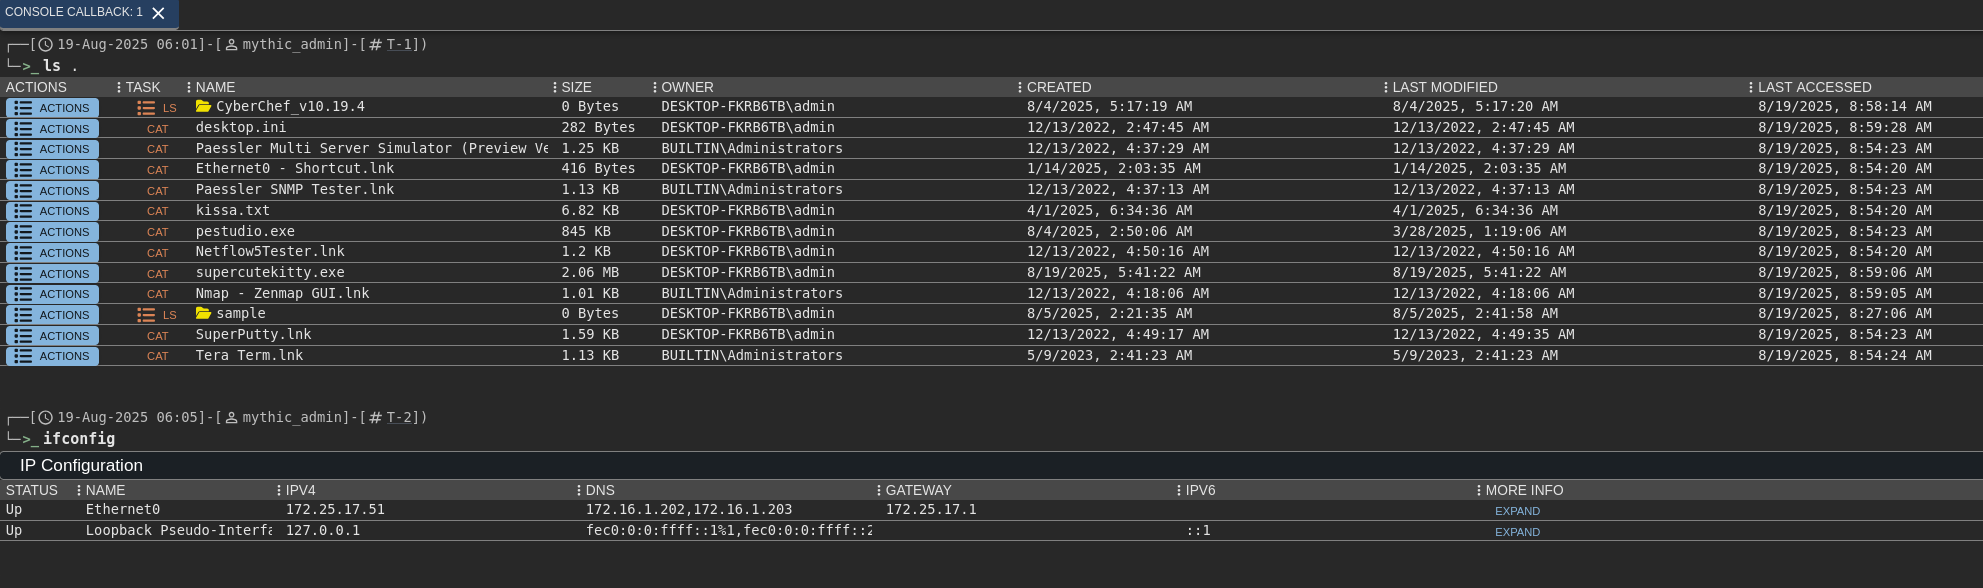 CONSOLE CALLBACK: 1
[19-Aug-2025 06:01]-[mythic_admin]-[# T-1])
>_ ls .
ACTIONS TASK NAME SIZE OWNER CREATED LAST MODIFIED LAST ACCESSED
ACTIONS LS CyberChef_v10.19.4 0 Bytes DESKTOP-FKRB6TB\admin 8/4/2025, 5:17:19 AM 8/4/2025, 5:17:20 AM 8/19/2025, 8:58:14 AM
ACTIONS CAT desktop.ini 282 Bytes DESKTOP-FKRB6TB\admin 12/13/2022, 2:47:45 AM 12/13/2022, 2:47:45 AM 8/19/2025, 8:59:28 AM
ACTIONS CAT Paessler Multi Server Simulator (Preview Ve 1.25 KB BUILTIN\Administrators 12/13/2022, 4:37:29 AM 12/13/2022, 4:37:29 AM 8/19/2025, 8:54:23 AM
ACTIONS CAT Ethernet0 - Shortcut.lnk 416 Bytes DESKTOP-FKRB6TB\admin 1/14/2025, 2:03:35 AM 1/14/2025, 2:03:35 AM 8/19/2025, 8:54:20 AM
ACTIONS CAT Paessler SNMP Tester.lnk 1.13 KB BUILTIN\Administrators 12/13/2022, 4:37:13 AM 12/13/2022, 4:37:13 AM 8/19/2025, 8:54:23 AM
ACTIONS CAT kissa.txt 6.82 KB DESKTOP-FKRB6TB\admin 4/1/2025, 6:34:36 AM 4/1/2025, 6:34:36 AM 8/19/2025, 8:54:20 AM
ACTIONS CAT pestudio.exe 845 KB DESKTOP-FKRB6TB\admin 8/4/2025, 2:50:06 AM 3/28/2025, 1:19:06 AM 8/19/2025, 8:54:23 AM
ACTIONS CAT Netflow5Tester.lnk 1.2 KB DESKTOP-FKRB6TB\admin 12/13/2022, 4:50:16 AM 12/13/2022, 4:50:16 AM 8/19/2025, 8:54:20 AM
ACTIONS CAT supercutekitty.exe 2.06 MB DESKTOP-FKRB6TB\admin 8/19/2025, 5:41:22 AM 8/19/2025, 5:41:22 AM 8/19/2025, 8:59:06 AM
ACTIONS CAT Nmap - Zenmap GUI.lnk 1.01 KB BUILTIN\Administrators 12/13/2022, 4:18:06 AM 12/13/2022, 4:18:06 AM 8/19/2025, 8:59:05 AM
ACTIONS LS sample 0 Bytes DESKTOP-FKRB6TB\admin 8/5/2025, 2:21:35 AM 8/5/2025, 2:41:58 AM 8/19/2025, 8:27:06 AM
ACTIONS CAT SuperPutty.lnk 1.59 KB DESKTOP-FKRB6TB\admin 12/13/2022, 4:49:17 AM 12/13/2022, 4:49:35 AM 8/19/2025, 8:54:23 AM
ACTIONS CAT Tera Term.lnk 1.13 KB BUILTIN\Administrators 5/9/2023, 2:41:23 AM 5/9/2023, 2:41:23 AM 8/19/2025, 8:54:24 AM
[19-Aug-2025 06:05]-[mythic_admin]-[# T-2])
>_ ifconfig
IP Configuration
STATUS NAME IPV4 DNS GATEWAY IPV6 MORE INFO
Up Ethernet0 172.25.17.51 172.16.1.202,172.16.1.203 172.25.17.1 EXPAND
Up Loopback Pseudo-Interfa 127.0.0.1 fec0:0:0:ffff::1%1,fec0:0:0:ffff::2 ::1 EXPAND